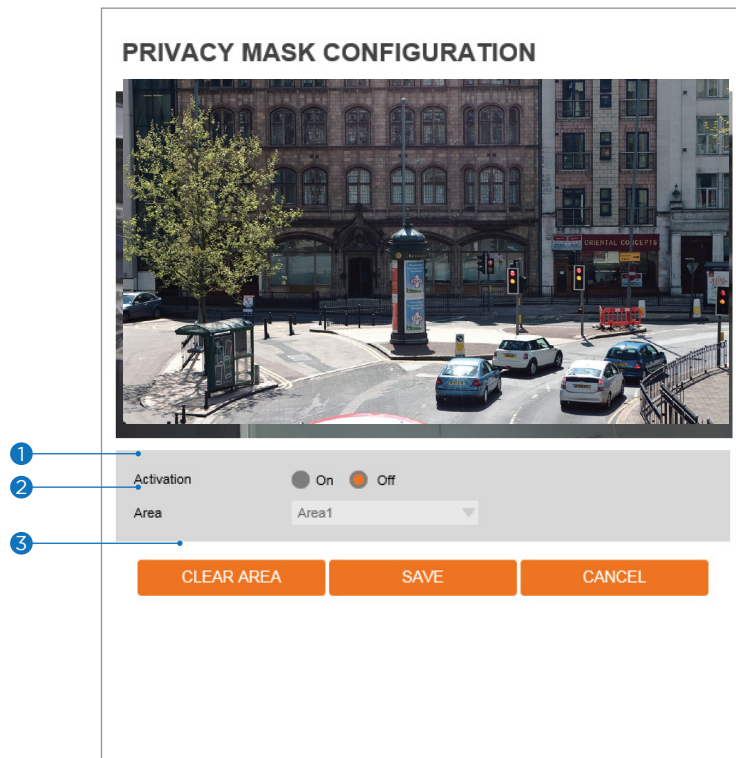 PRIVACY MASK CONFIGURATION
ORIENTAL CONCEPTS
1
Activation
On
Off
2
Area
Area1
3
CLEAR AREA
SAVE
CANCEL